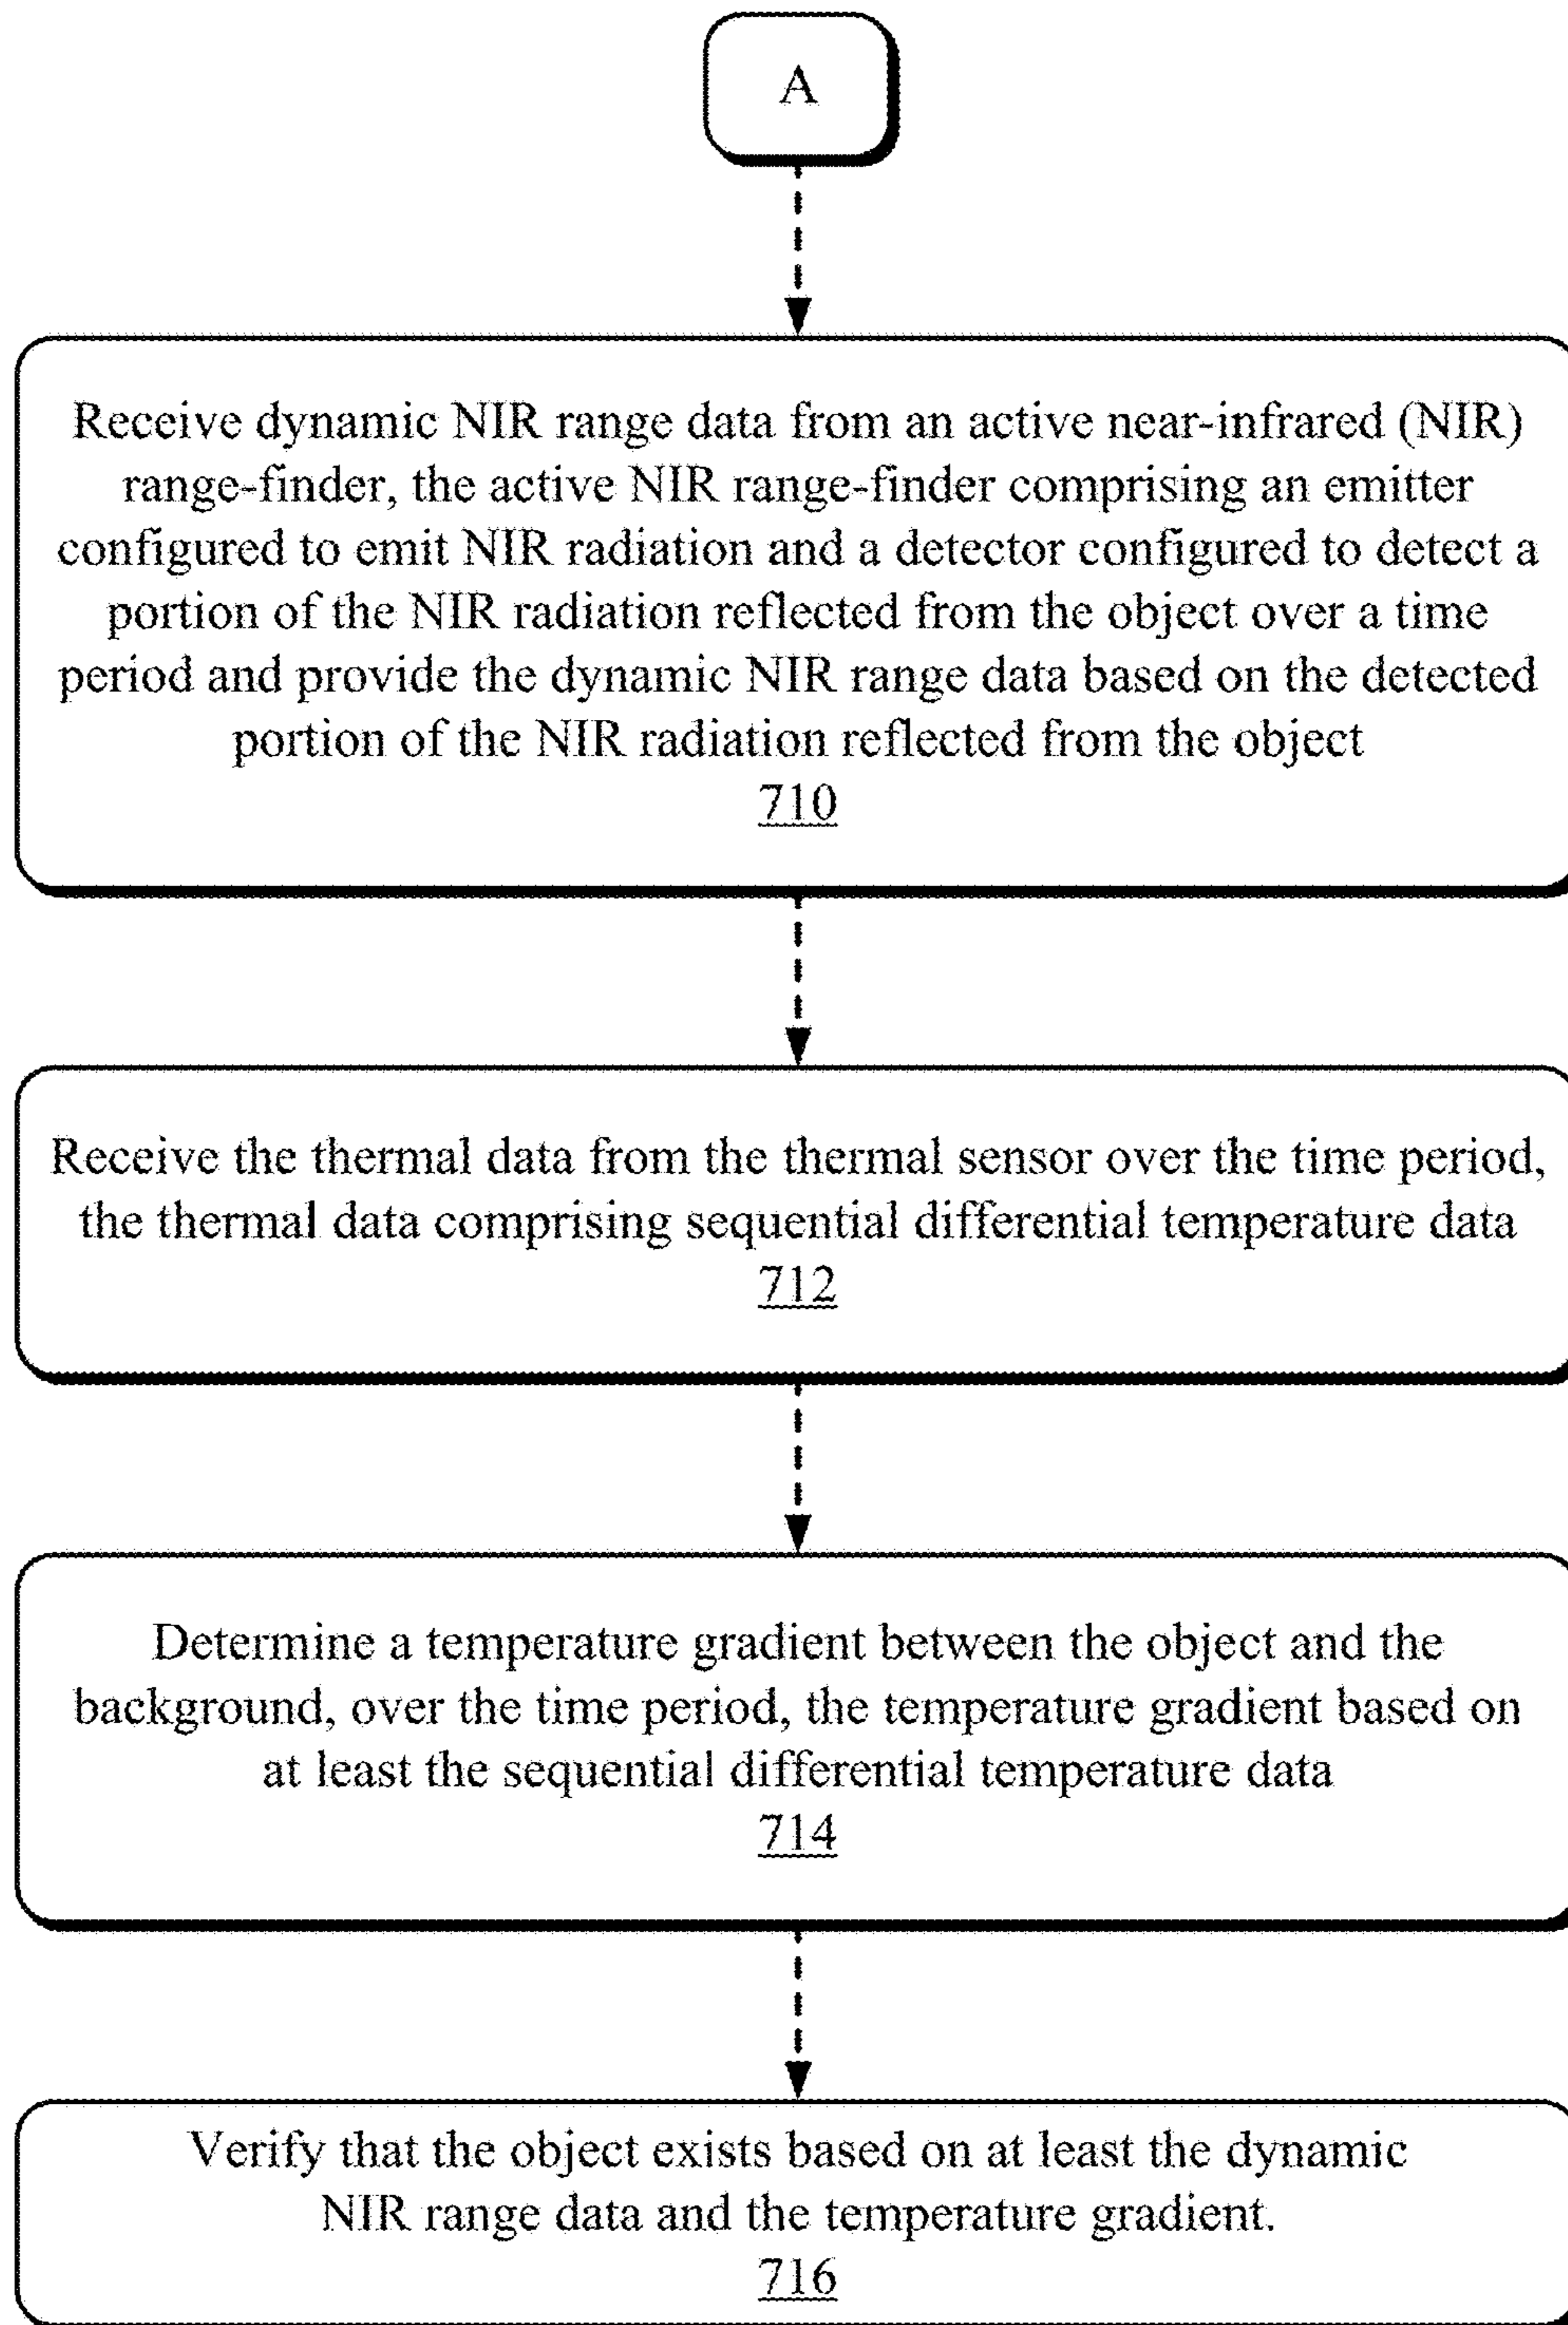 A
Receive dynamic NIR range data from an active near-infrared (NIR)
range-finder, the active NIR range-finder comprising an emitter
configured to emit NIR radiation and a detector configured to detect a
portion of the NIR radiation reflected from the object over a time
period and provide the dynamic NIR range data based on the detected
portion of the NIR radiation reflected from the object
710
Receive the thermal data from the thermal sensor over the time period,
the thermal data comprising sequential differential temperature data
712
Determine a temperature gradient between the object and the
background, over the time period, the temperature gradient based on
at least the sequential differential temperature data
714
Verify that the object exists based on at least the dynamic
NIR range data and the temperature gradient.
716